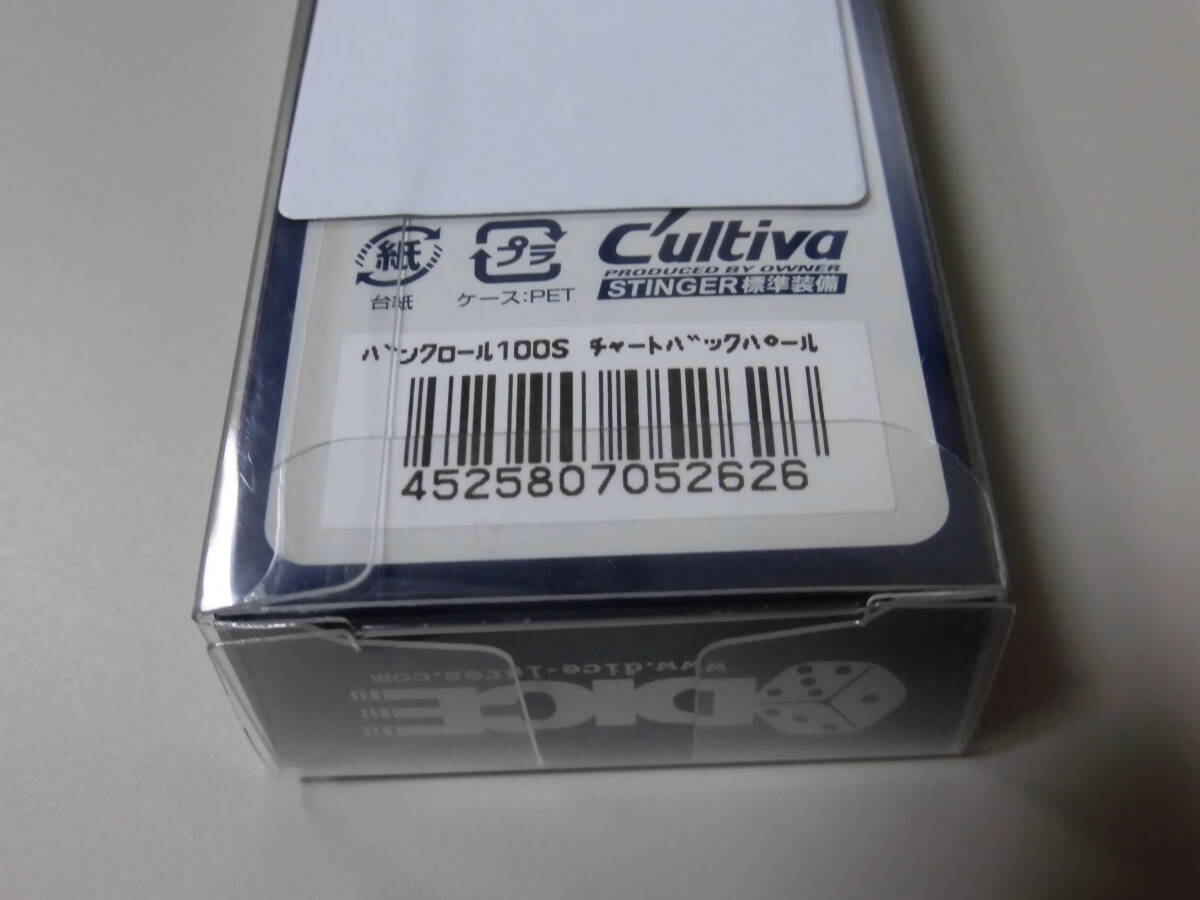 紙
台紙
プラ
ケース:PET
C'ultiva
PRODUCED BY OWNER
STINGER標準装備
バンクロール100S チャートバックパール
4525807052626
www.dice-lures.com
DICE